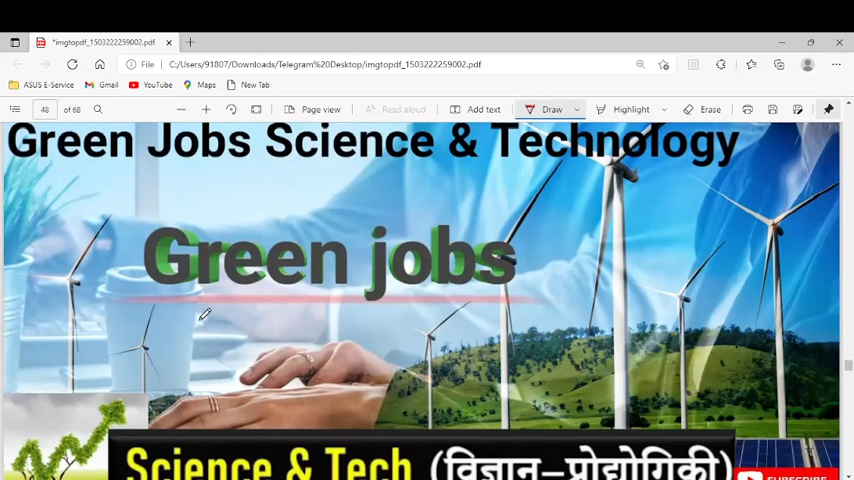 *imgtopdf_1503222259002.pdf
File
C:/Users/91807/Downloads/Telegram%20Desktop/imgtopdf_1503222259002.pdf
ASUS E-Service
Gmail
YouTube
Maps
New Tab
48 of 68
Page view
Read aloud
Add text
Draw
Highlight
Erase
Green Jobs Science & Technology
Green jobs
Science & Tech (विज्ञान–प्रोद्योगिकी)
SUBSCRIBE